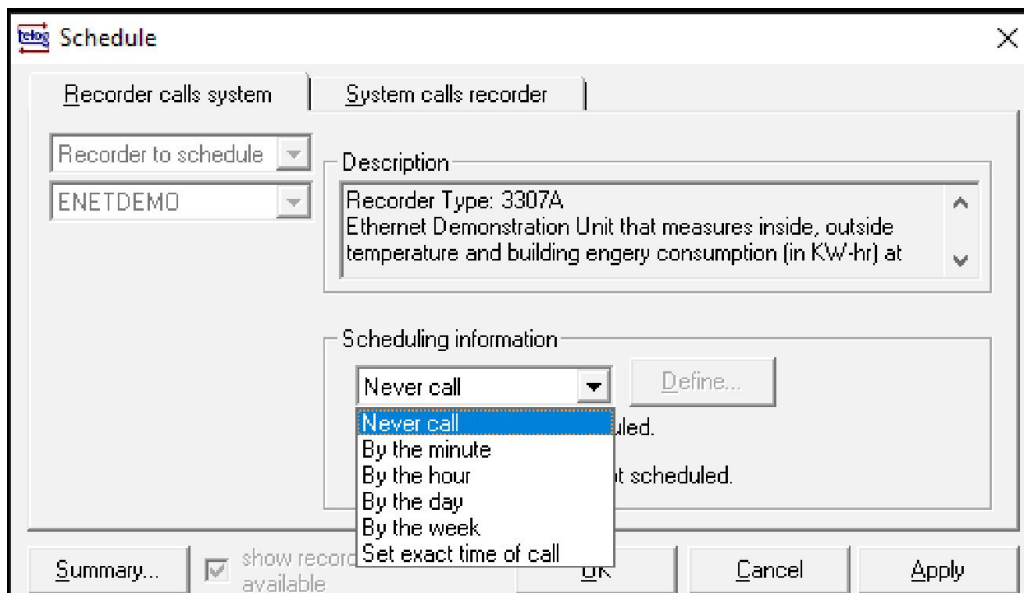 telog Schedule
Recorder calls system
System calls recorder
Recorder to schedule
ENETDEMO
Description
Recorder Type: 3307A
Ethernet Demonstration Unit that measures inside, outside
temperature and building engery consumption (in KW-hr) at
Scheduling information
Never call
Define...
Never call
By the minute
By the hour
By the day
By the week
Set exact time of call
uled.
t scheduled.
Summary...
show recor
available
OK
Cancel
Apply